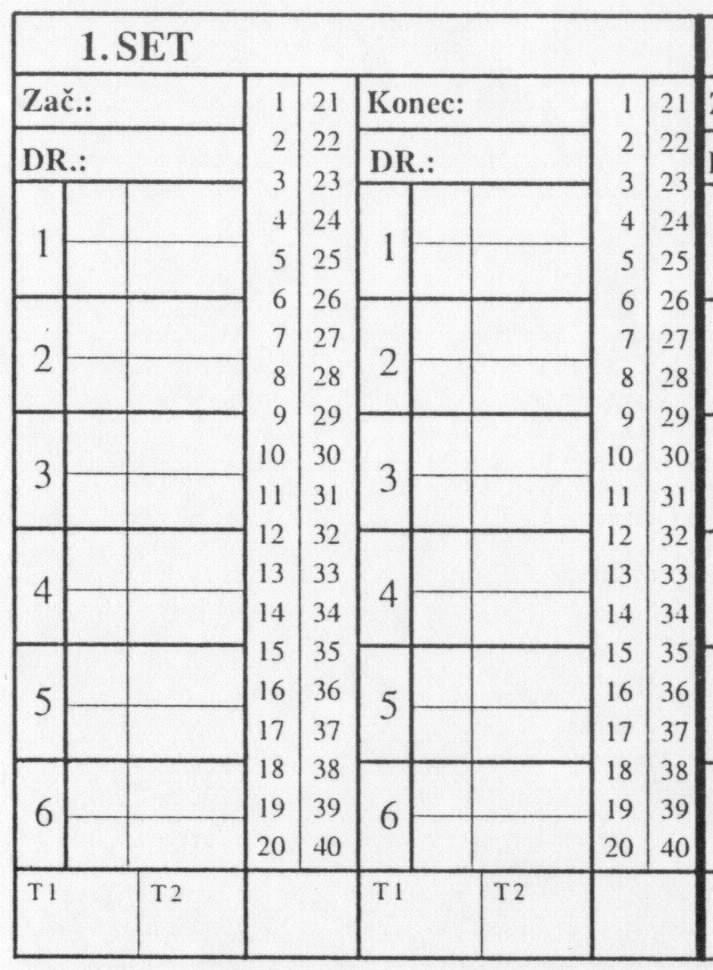 1. SET
Zač.: 1 21 Konec: 1 21
2 22 2 22
DR.: DR.:
3 23 3 23
4 24 4 24
1 1
5 25 5 25
6 26 6 26
7 27 7 27
2 2
8 28 8 28
9 29 9 29
10 30 10 30
3 3
11 31 11 31
12 32 12 32
13 33 13 33
4 4
14 34 14 34
15 35 15 35
16 36 16 36
5 5
17 37 17 37
18 38 18 38
19 39 19 39
6 6
20 40 20 40
T1 T2 T1 T2